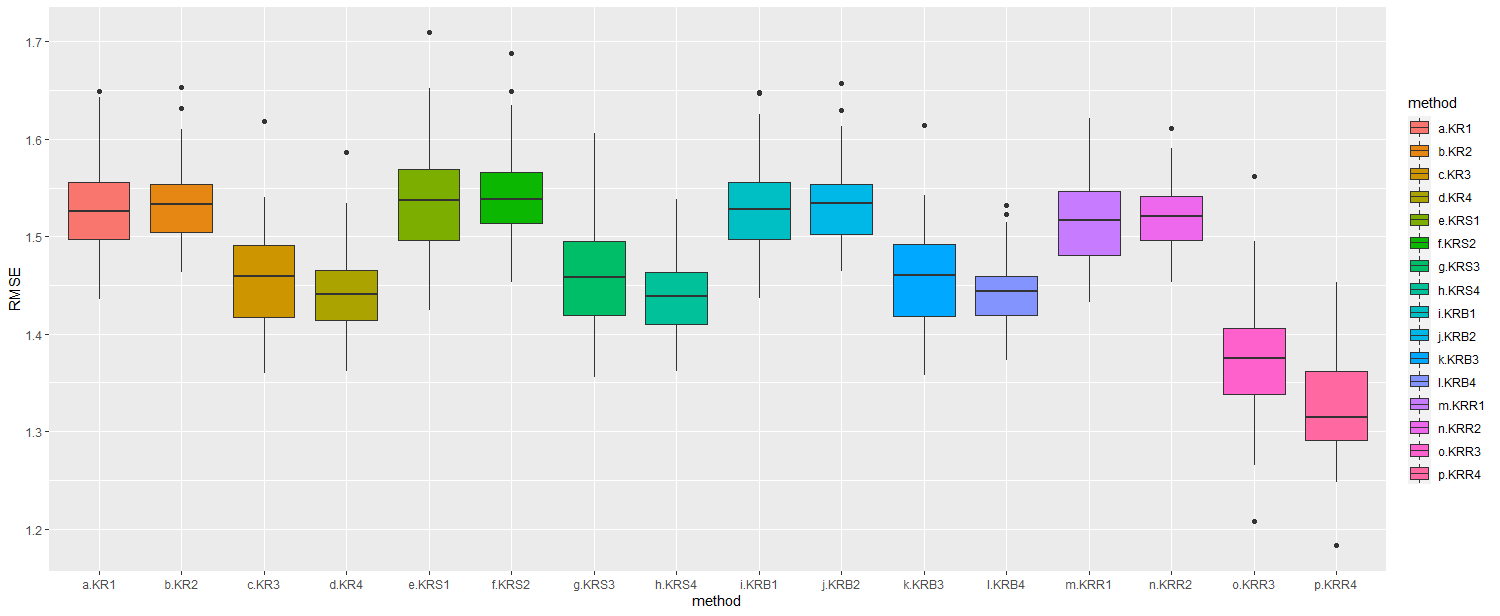 RMSE
1.7
1.6
1.5
1.4
1.3
1.2
a.KR1 b.KR2 c.KR3 d.KR4 e.KRS1 f.KRS2 g.KRS3 h.KRS4 i.KRB1 j.KRB2 k.KRB3 l.KRB4 m.KRR1 n.KRR2 o.KRR3 p.KRR4
method
method
a.KR1
b.KR2
c.KR3
d.KR4
e.KRS1
f.KRS2
g.KRS3
h.KRS4
i.KRB1
j.KRB2
k.KRB3
l.KRB4
m.KRR1
n.KRR2
o.KRR3
p.KRR4